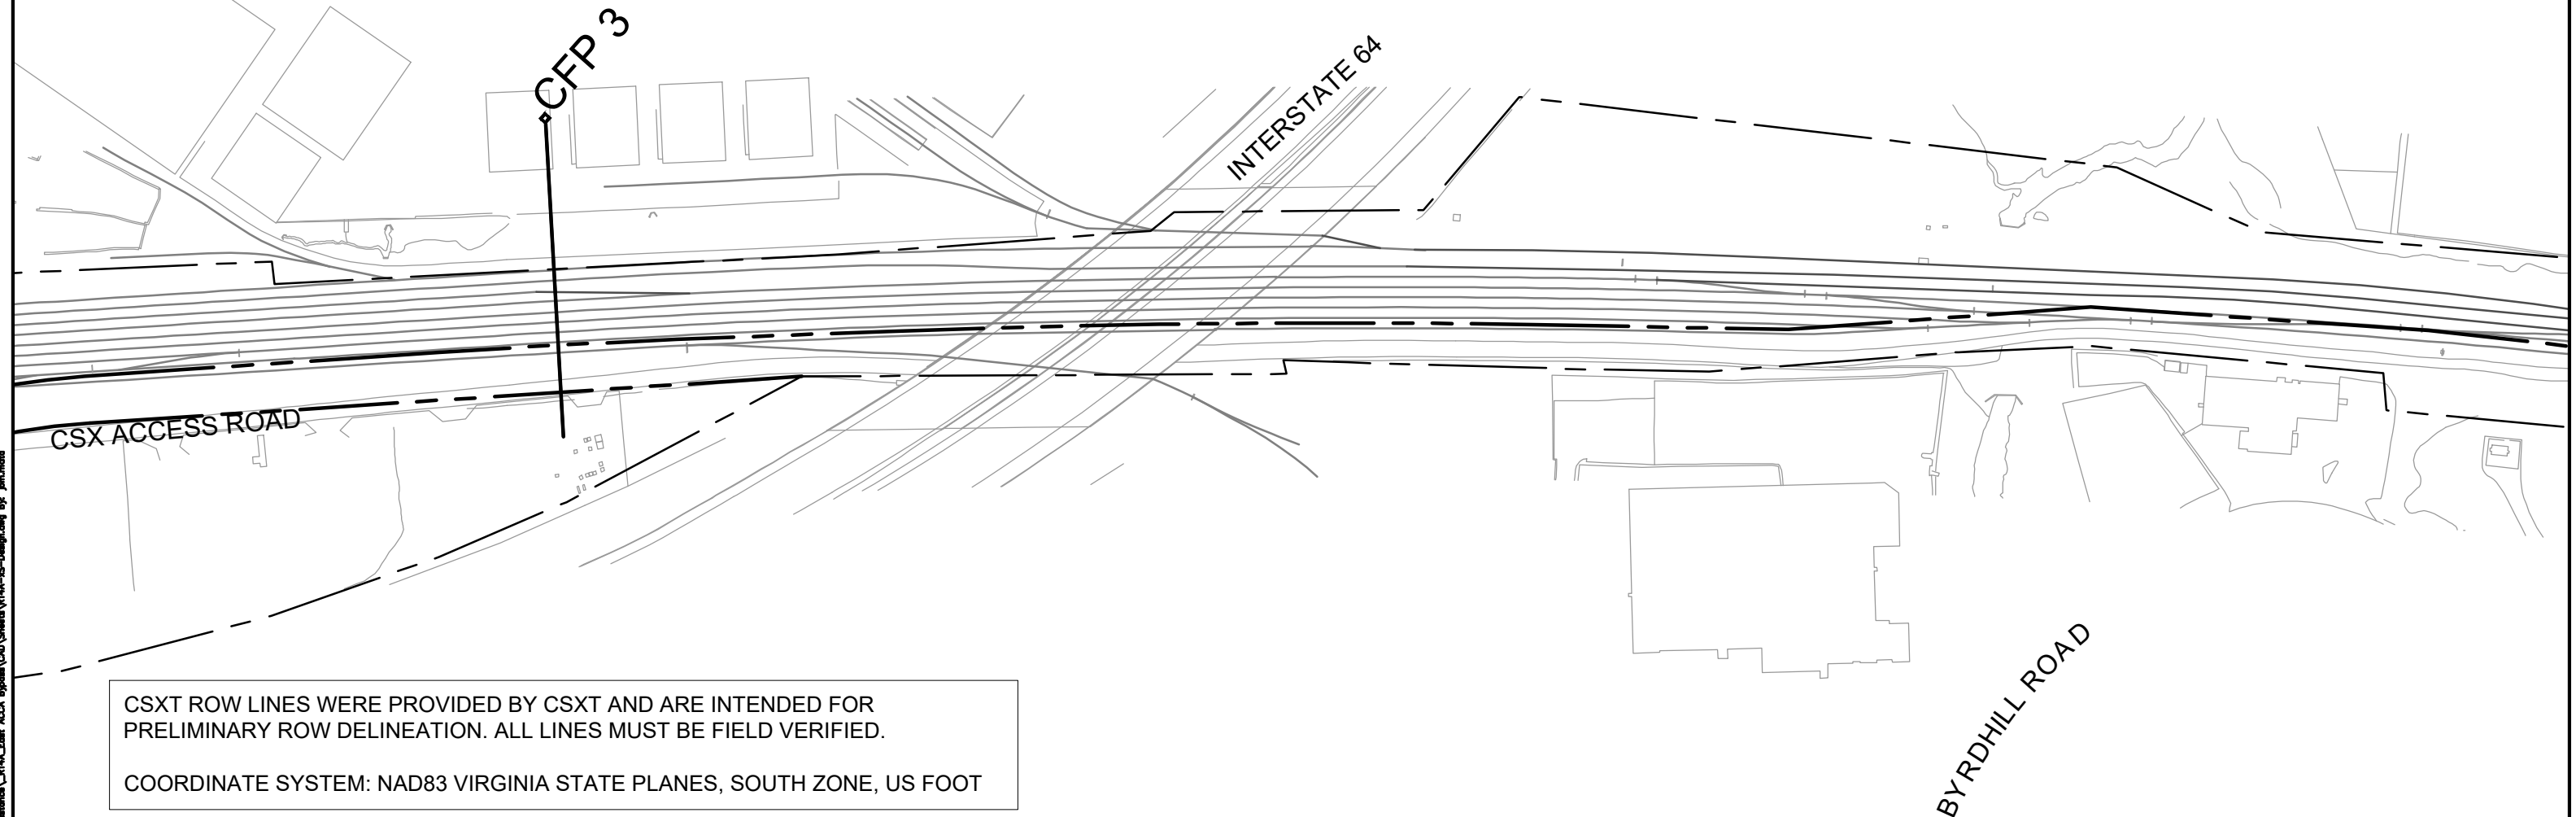 CFP 3
INTERSTATE 64
CSX ACCESS ROAD
CSXT ROW LINES WERE PROVIDED BY CSXT AND ARE INTENDED FOR
PRELIMINARY ROW DELINEATION. ALL LINES MUST BE FIELD VERIFIED.
COORDINATE SYSTEM: NAD83 VIRGINIA STATE PLANES, SOUTH ZONE, US FOOT
BYRDHILL ROAD